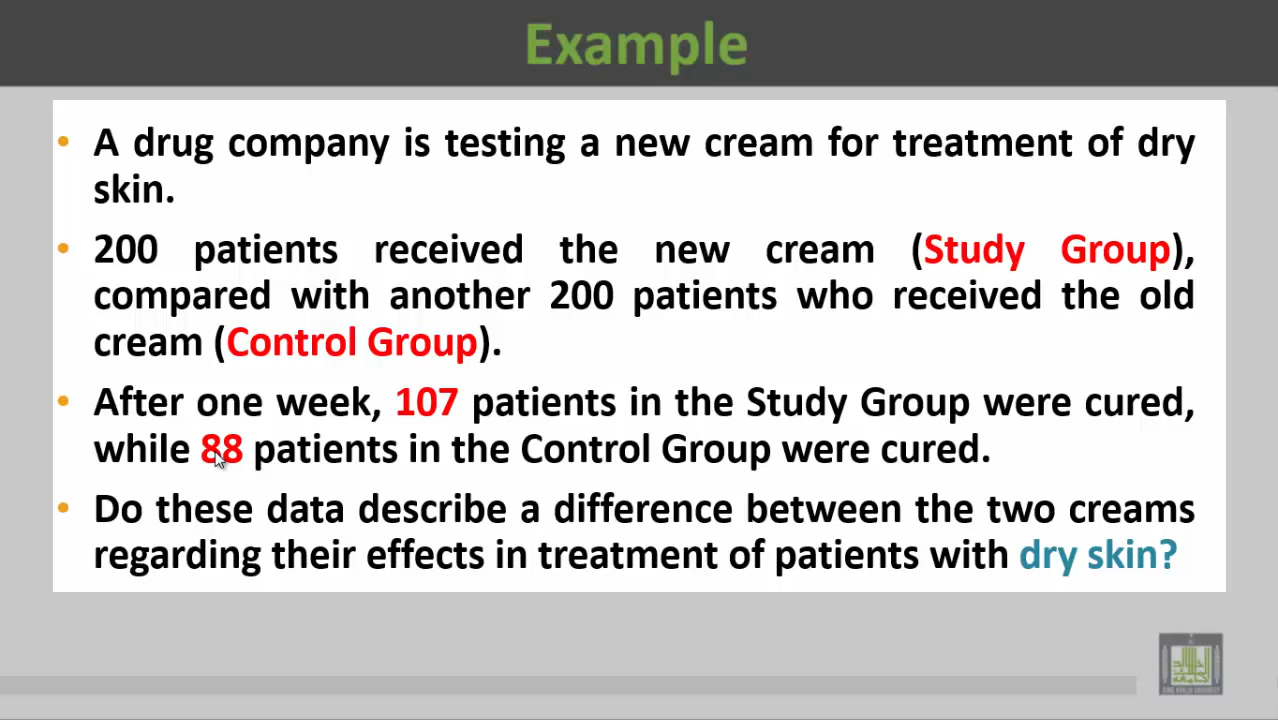 Example
• A drug company is testing a new cream for treatment of dry
skin.
• 200 patients received the new cream (Study Group),
compared with another 200 patients who received the old
cream (Control Group).
• After one week, 107 patients in the Study Group were cured,
while 88 patients in the Control Group were cured.
• Do these data describe a difference between the two creams
regarding their effects in treatment of patients with dry skin?
KING KHALID UNIVERSITY